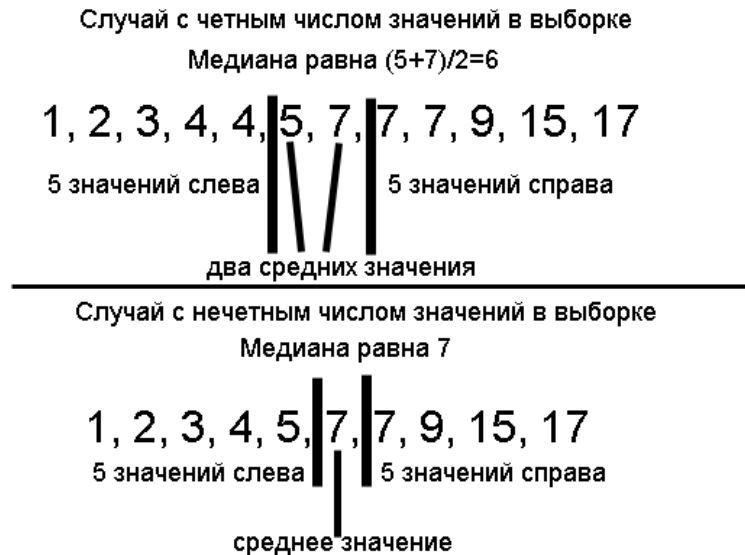 Случай с четным числом значений в выборке
Медиана равна (5+7)/2=6
1, 2, 3, 4, 4, 5, 7, 7, 7, 9, 15, 17
5 значений слева 5 значений справа
два средних значения
Случай с нечетным числом значений в выборке
Медиана равна 7
1, 2, 3, 4, 5, 7, 7, 9, 15, 17
5 значений слева 5 значений справа
среднее значение